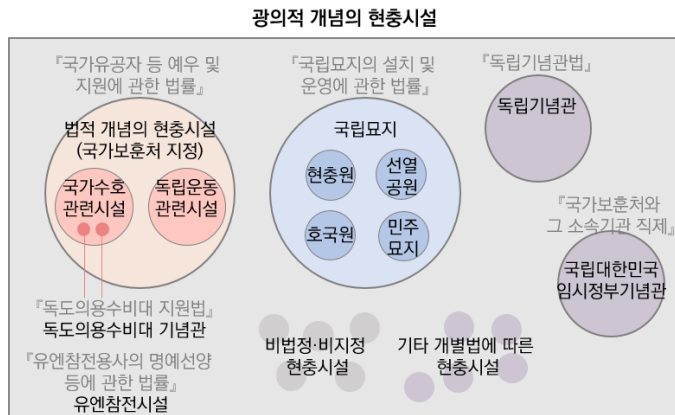 광의적 개념의 현충시설
『국가유공자 등 예우 및
지원에 관한 법률』
법적 개념의 현충시설
(국가보훈처 지정)
국가수호
관련시설
독립운동
관련시설
『독도의용수비대 지원법』
독도의용수비대 기념관
『유엔참전용사의 명예선양
등에 관한 법률』
유엔참전시설
『국립묘지의 설치 및
운영에 관한 법률』
국립묘지
현충원
선열
공원
호국원
민주
묘지
『독립기념관법』
독립기념관
『국가보훈처와
그 소속기관 직제』
국립대한민국
임시정부기념관
비법정·비지정
현충시설
기타 개별법에 따른
현충시설